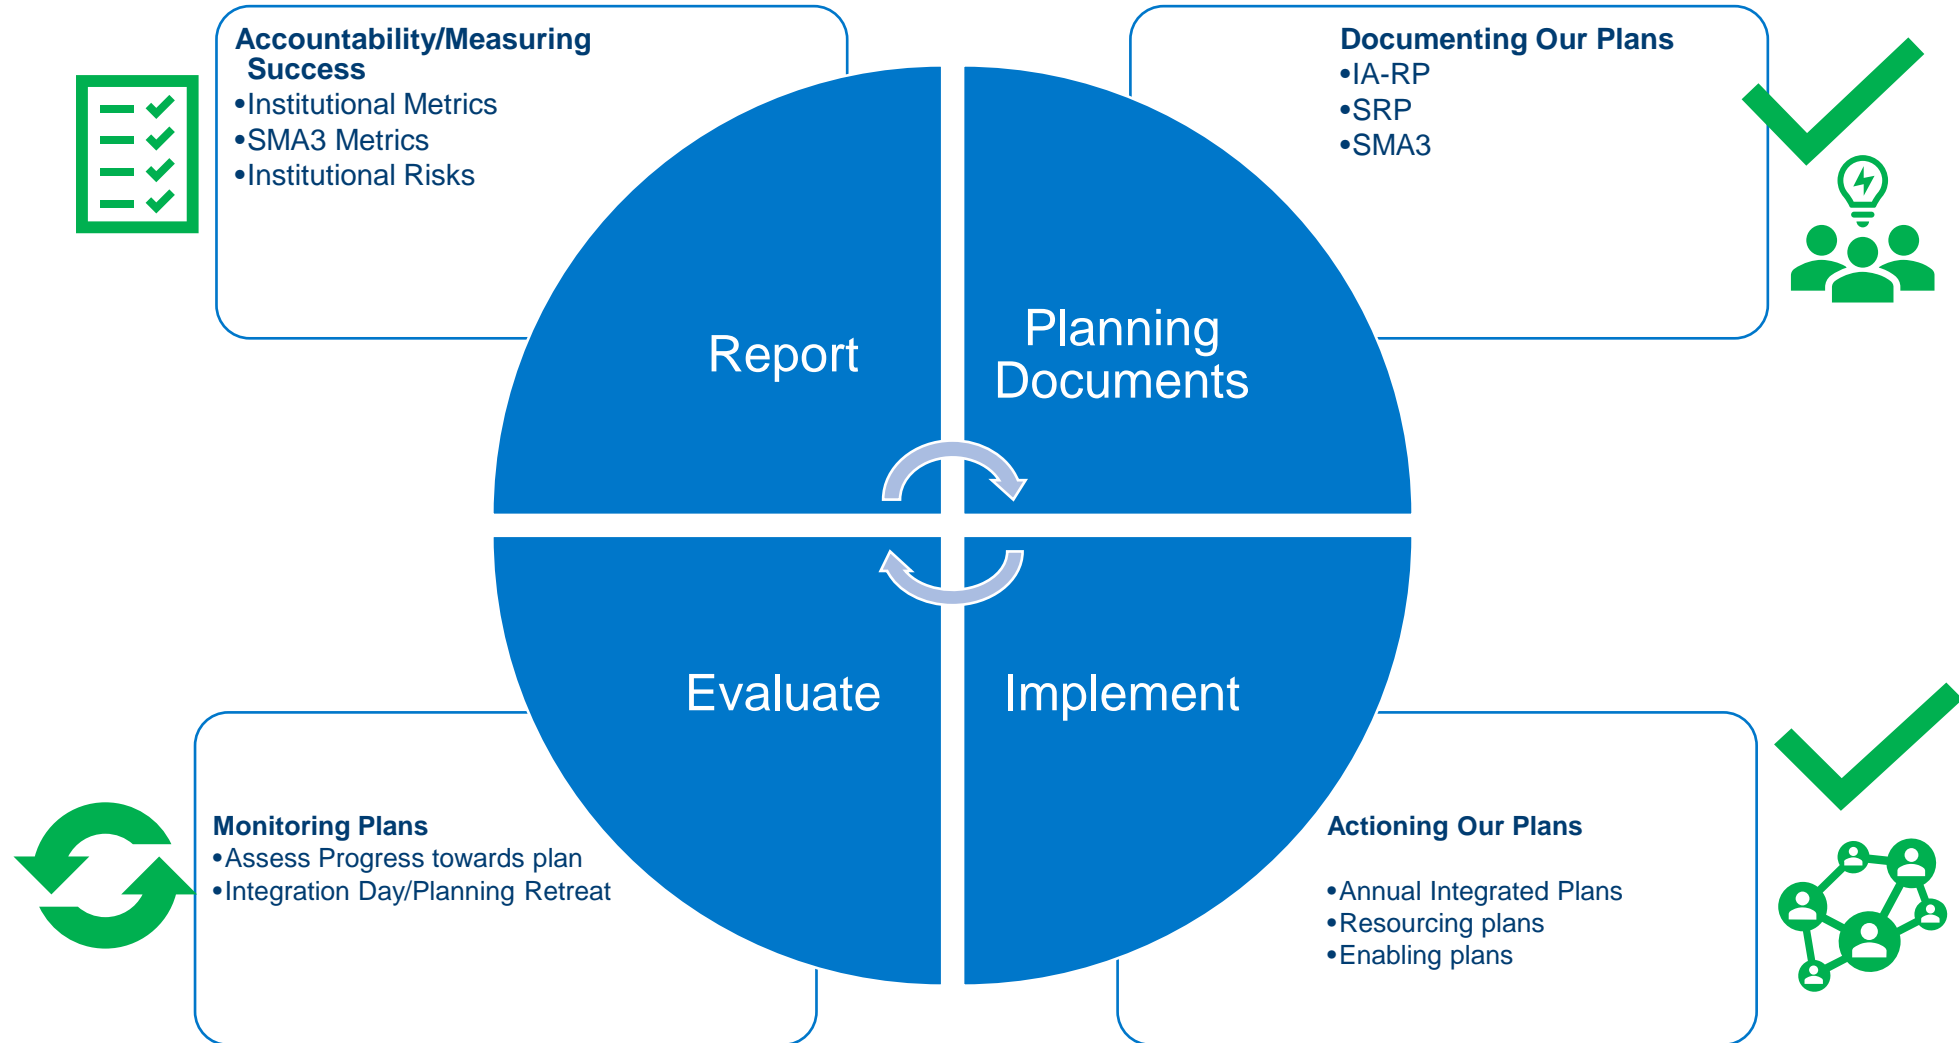 Accountability/Measuring
Success
•Institutional Metrics
•SMA3 Metrics
•Institutional Risks
Documenting Our Plans
•IA-RP
•SRP
•SMA3
Report
Planning
Documents
Evaluate
Implement
Monitoring Plans
•Assess Progress towards plan
•Integration Day/Planning Retreat
Actioning Our Plans
•Annual Integrated Plans
•Resourcing plans
•Enabling plans